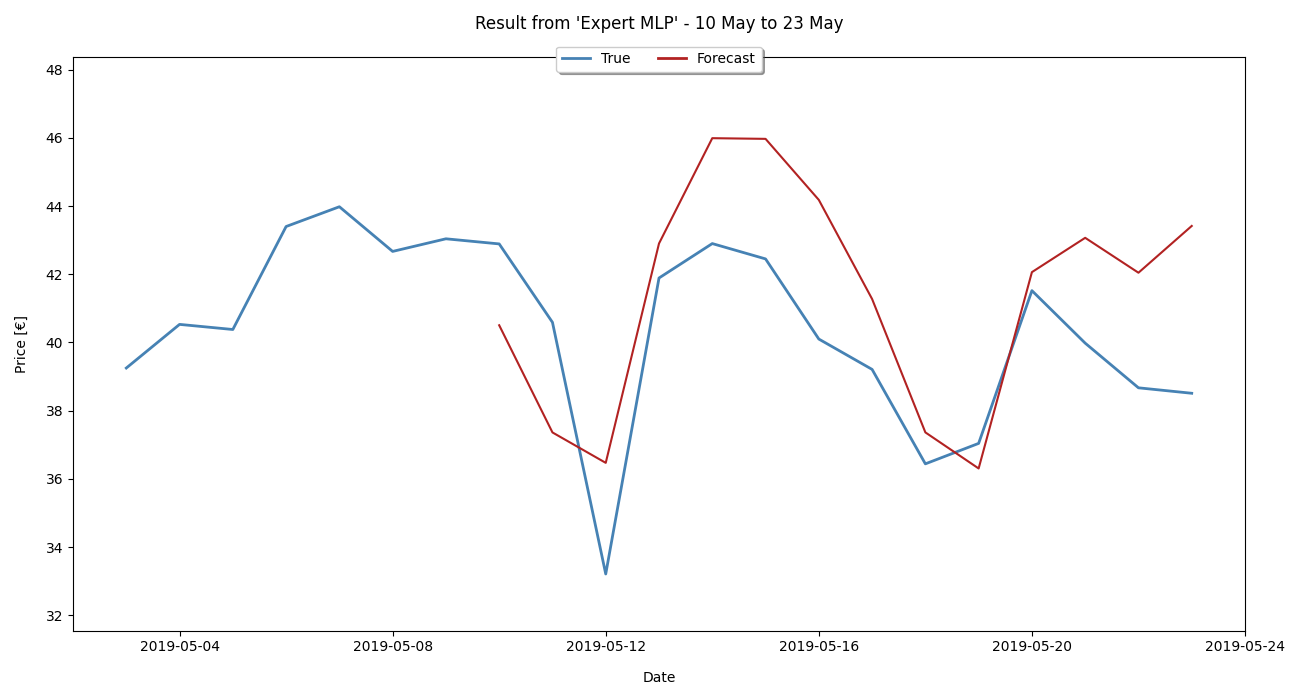 Result from 'Expert MLP' - 10 May to 23 May
True Forecast
48
46
44
42
40
38
36
34
32
Price [€]
2019-05-04 2019-05-08 2019-05-12 2019-05-16 2019-05-20 2019-05-24
Date